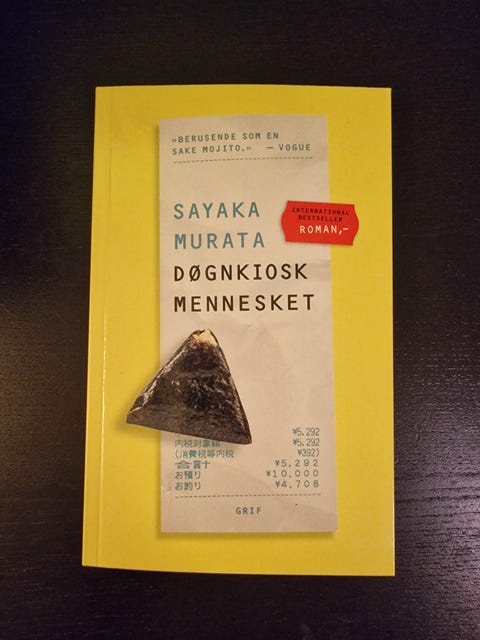 »BERUSENDE SOM EN
SAKE MOJITO.« — VOGUE
SAYAKA
MURATA
INTERNATIONAL
BESTSELLER
ROMAN,-
DØGNKIOSK
MENNESKET
¥5,292
内税対象額 ¥5,292
(消費税等内税 ¥392)
合計 ¥5,292
お預り ¥10,000
お釣り ¥4,708
GRIF